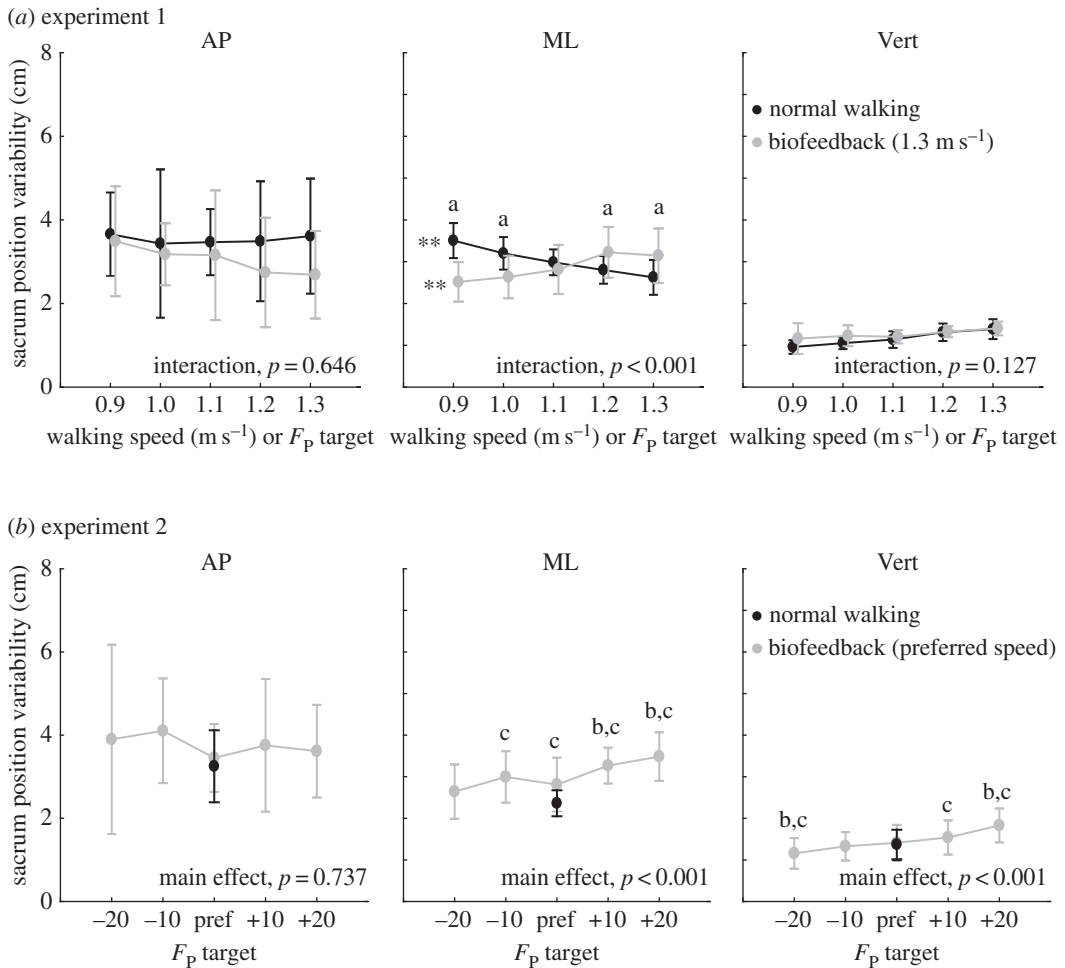 (a) experiment 1
AP
ML
Vert
sacrum position variability (cm)
8
6
4
2
0
a
a
a
a
**
**
normal walking
biofeedback (1.3 m s⁻¹)
interaction, p = 0.646
interaction, p < 0.001
interaction, p = 0.127
0.9 1.0 1.1 1.2 1.3
0.9 1.0 1.1 1.2 1.3
0.9 1.0 1.1 1.2 1.3
walking speed (m s⁻¹) or FP target
walking speed (m s⁻¹) or FP target
walking speed (m s⁻¹) or FP target
(b) experiment 2
AP
ML
Vert
sacrum position variability (cm)
8
6
4
2
0
c
c
b,c
b,c
normal walking
biofeedback (preferred speed)
b,c
c
b,c
main effect, p = 0.737
main effect, p < 0.001
main effect, p < 0.001
–20 –10 pref +10 +20
–20 –10 pref +10 +20
–20 –10 pref +10 +20
FP target
FP target
FP target